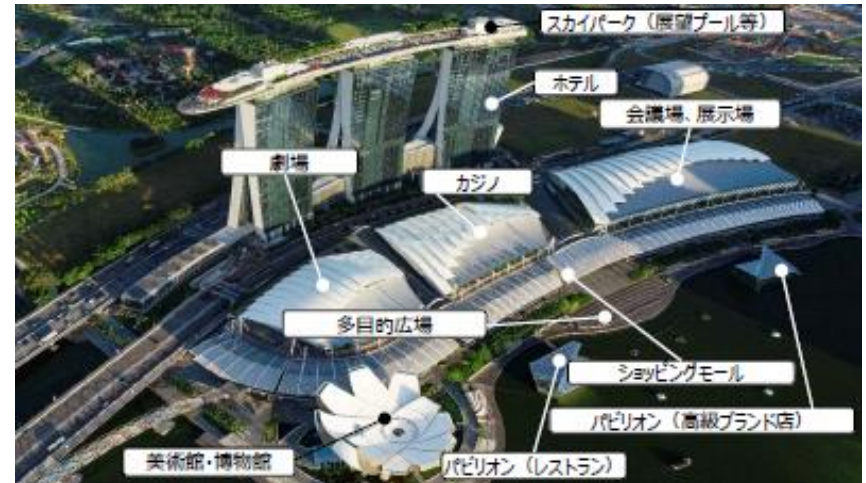 スカイパーク（展望プール等）
ホテル
会議場、展示場
劇場
カジノ
多目的広場
ショッピングモール
パビリオン（高級ブランド店）
美術館・博物館
パビリオン（レストラン）